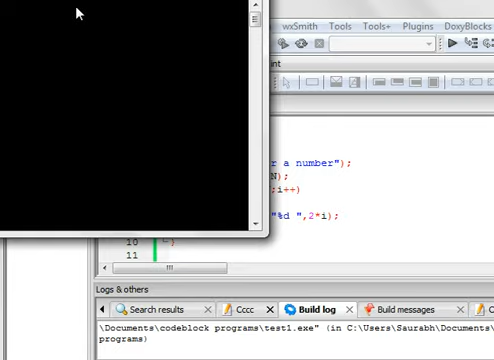 wxSmith Tools Tools+ Plugins DoxyBlocks
int
r a number");
N);
;i++)
"%d ",2*i);
10 }
11
Logs & others
Search results Cccc Build log Build messages
\Documents\codeblock programs\test1.exe" (in C:\Users\Saurabh\Documents\
programs)